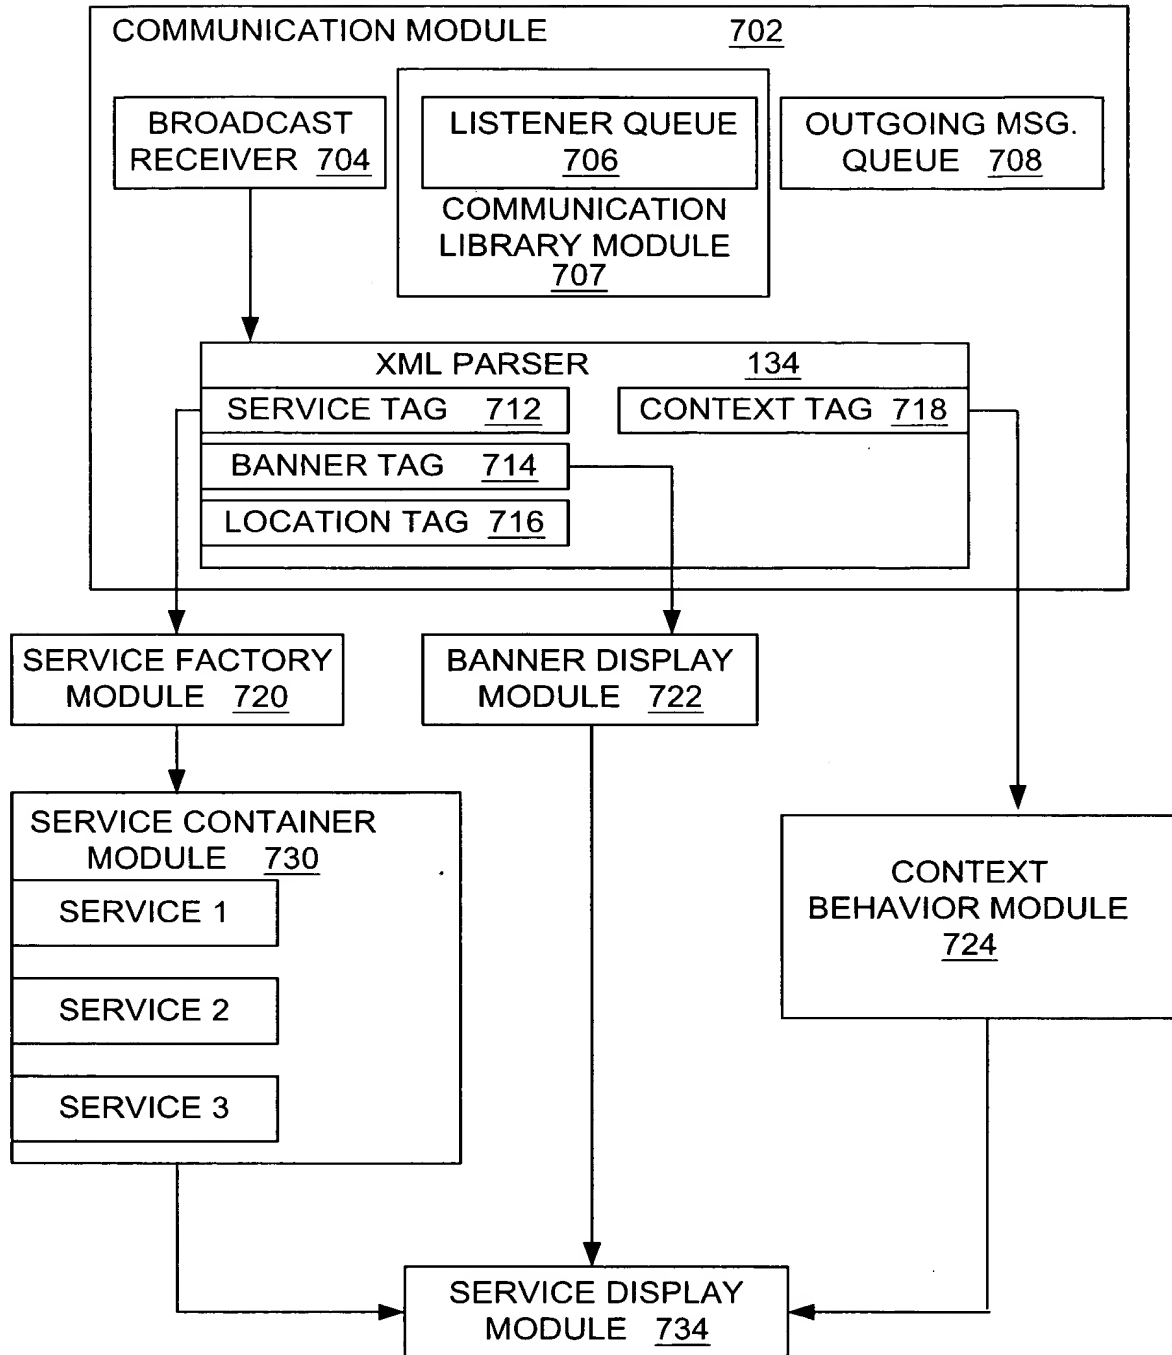 COMMUNICATION MODULE 702
BROADCAST
RECEIVER 704
LISTENER QUEUE
706
COMMUNICATION
LIBRARY MODULE
707
OUTGOING MSG.
QUEUE 708
XML PARSER 134
SERVICE TAG 712
CONTEXT TAG 718
BANNER TAG 714
LOCATION TAG 716
SERVICE FACTORY
MODULE 720
BANNER DISPLAY
MODULE 722
SERVICE CONTAINER
MODULE 730
SERVICE 1
SERVICE 2
SERVICE 3
CONTEXT
BEHAVIOR MODULE
724
SERVICE DISPLAY
MODULE 734